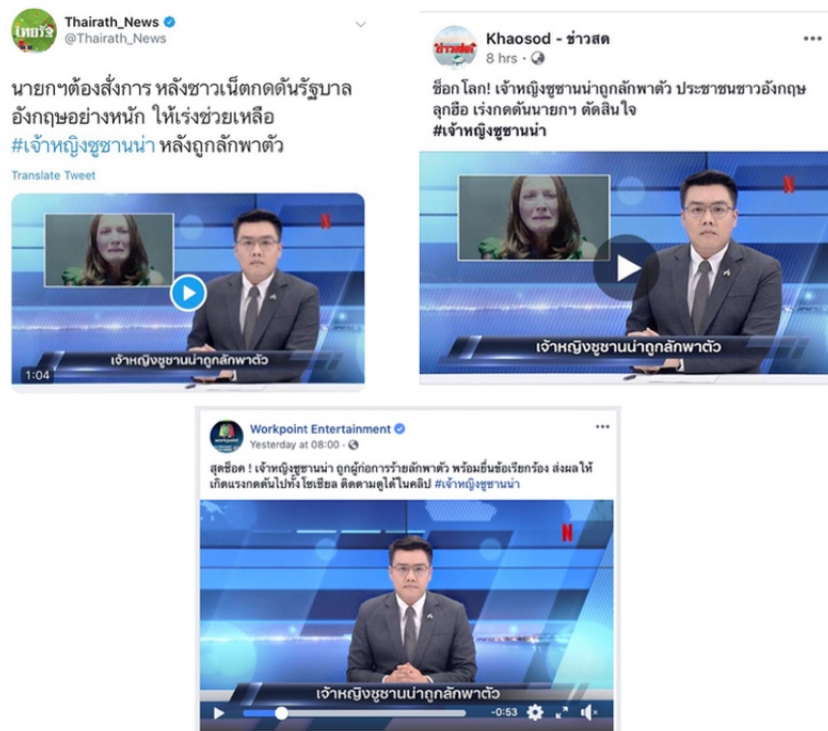 ไทยรัฐ
Thairath_News
@Thairath_News
นายกฯต้องสั่งการ หลังชาวเน็ตกดดันรัฐบาล
อังกฤษอย่างหนัก ให้เร่งช่วยเหลือ
#เจ้าหญิงซูซานน่า หลังถูกลักพาตัว
Translate Tweet
N
เจ้าหญิงซูซานน่าถูกลักพาตัว
1:04
ข่าวสด
Khaosod - ข่าวสด
8 hrs ·
ช็อกโลก! เจ้าหญิงซูซานน่าถูกลักพาตัว ประชาชนชาวอังกฤษ
ลุกฮือ เร่งกดดันนายกฯ ตัดสินใจ
#เจ้าหญิงซูซานน่า
N
เจ้าหญิงซูซานน่าถูกลักพาตัว
workpoint
Workpoint Entertainment
Yesterday at 08:00 ·
สุดช็อค ! เจ้าหญิงซูซานน่า ถูกผู้ก่อการร้ายลักพาตัว พร้อมยื่นข้อเรียกร้อง ส่งผลให้
เกิดแรงกดดันไปทั้งโซเชียล ติดตามดูได้ในคลิป #เจ้าหญิงซูซานน่า
N
เจ้าหญิงซูซานน่าถูกลักพาตัว
-0:53